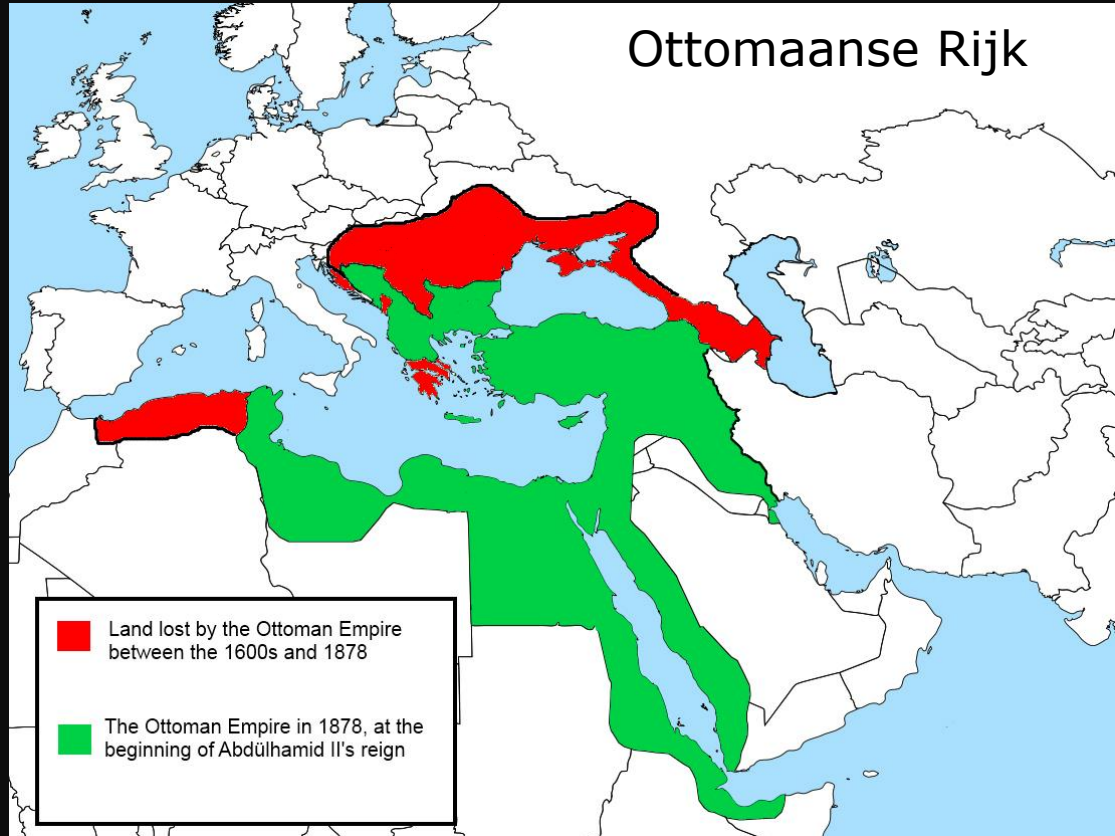 Ottomaanse Rijk
Land lost by the Ottoman Empire
between the 1600s and 1878
The Ottoman Empire in 1878, at the
beginning of Abdülhamid II's reign